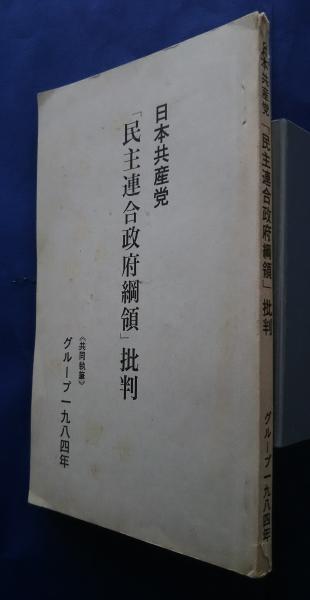 日本共産党
「民主連合政府綱領」批判
《共同執筆》
グループ一九八四年
日本共産党「民主連合政府綱領」批判
グループ一九八四年